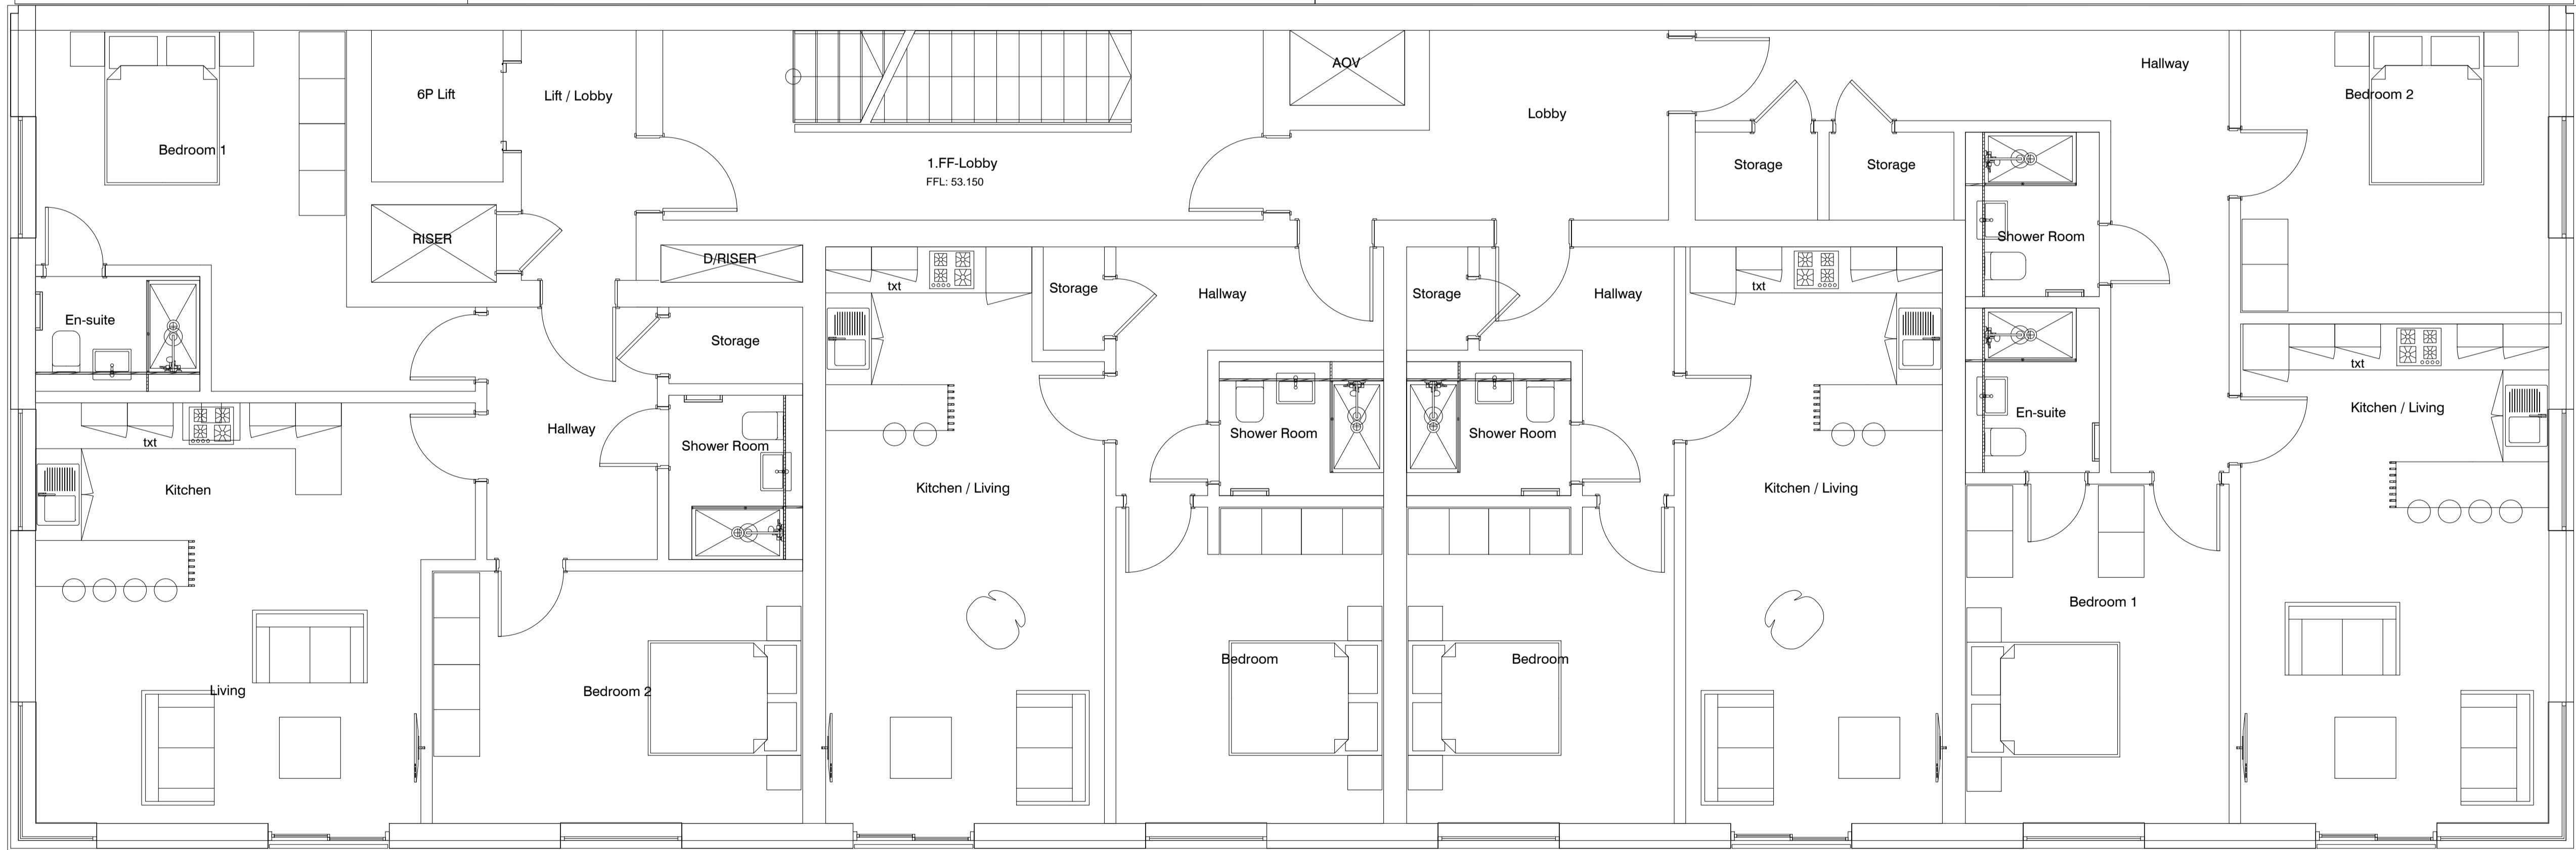 Bedroom 1
6P Lift
Lift / Lobby
1.FF-Lobby
FFL: 53.150
AOV
Lobby
Hallway
Bedroom 2
Storage
Storage
Shower Room
RISER
D/RISER
En-suite
Storage
txt
Storage
Hallway
Storage
Hallway
txt
txt
Kitchen / Living
En-suite
txt
Kitchen
Hallway
Shower Room
Kitchen / Living
Shower Room
Shower Room
Kitchen / Living
Bedroom 1
Living
Bedroom 2
Bedroom
Bedroom